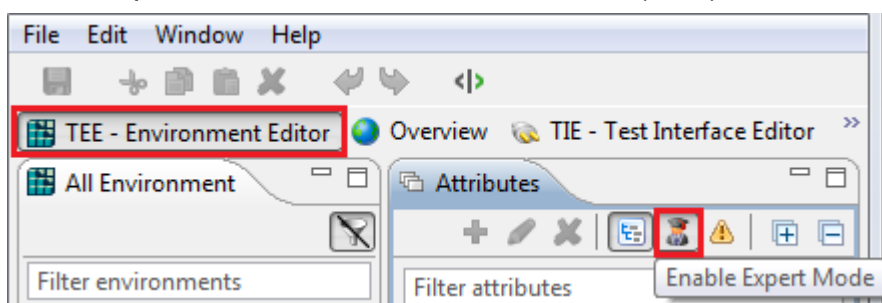 File Edit Window Help
TEE - Environment Editor Overview TIE - Test Interface Editor »
All Environment Attributes
Filter environments Filter attributes Enable Expert Mode